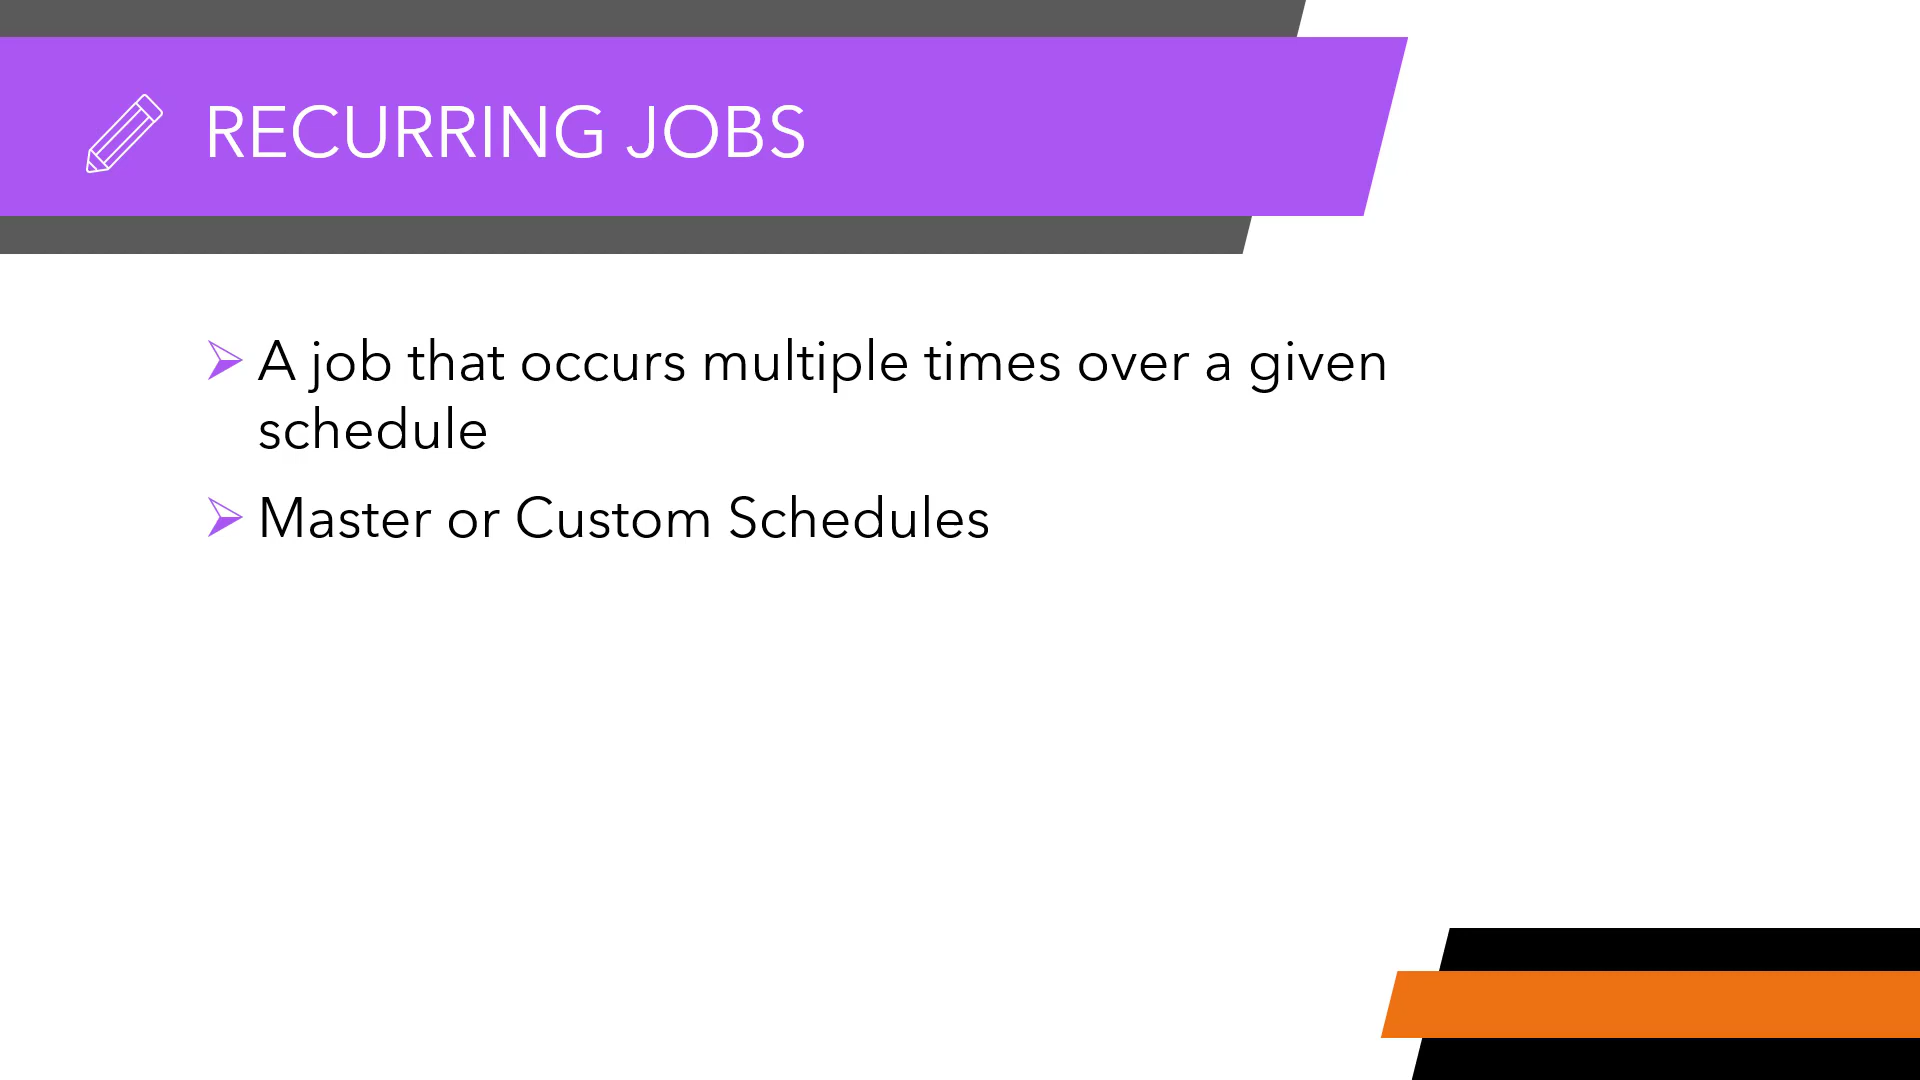 RECURRING JOBS
A job that occurs multiple times over a given
schedule
Master or Custom Schedules